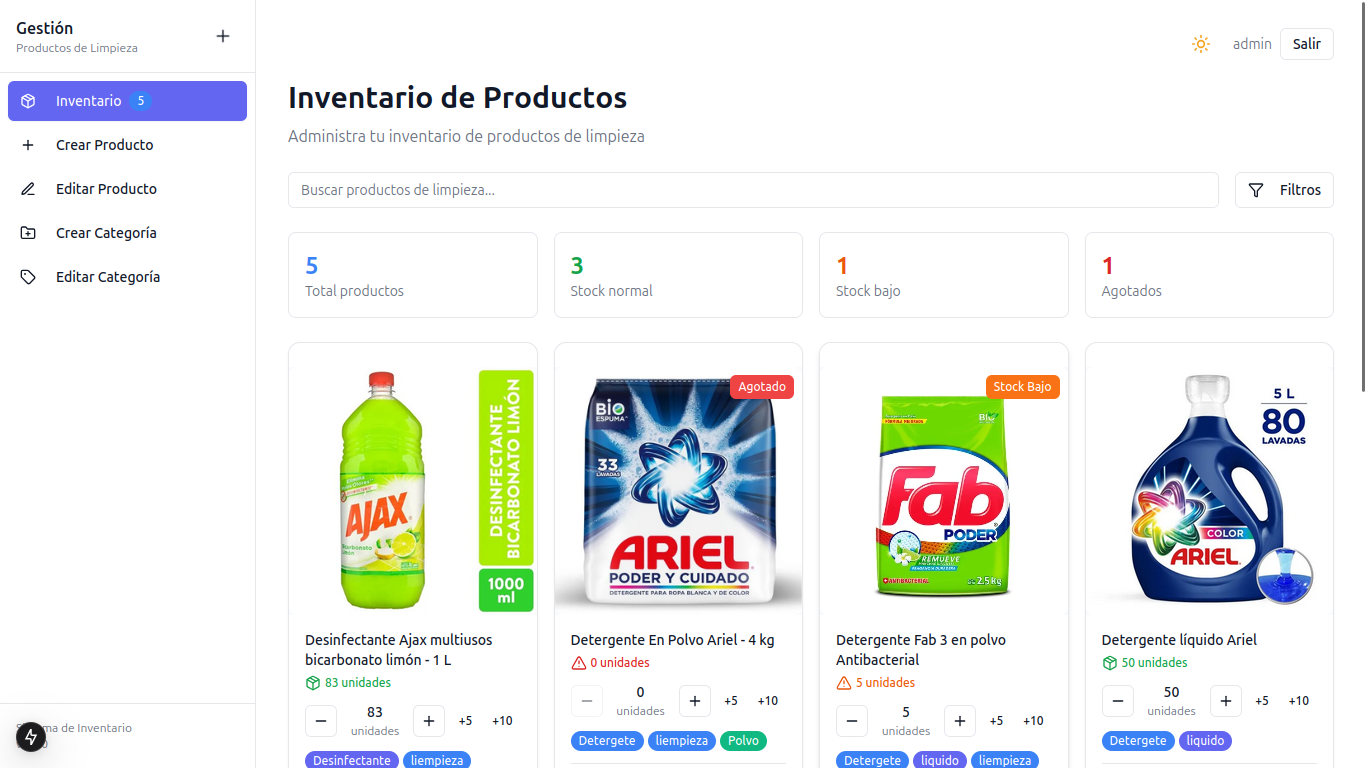 Gestión
Productos de Limpieza
Inventario 5
Crear Producto
Editar Producto
Crear Categoría
Editar Categoría
ma de Inventario
admin
Salir
Inventario de Productos
Administra tu inventario de productos de limpieza
Buscar productos de limpieza...
Filtros
5
Total productos
3
Stock normal
1
Stock bajo
1
Agotados
AJAX
DESINFECTANTE
BICARBONATO LIMÓN
1000
ml
Desinfectante Ajax multiusos
bicarbonato limón - 1 L
83 unidades
83
unidades
+5
+10
Desinfectante
limpieza
Agotado
BIO
ESPUMA
33
LAVADAS
ARIEL
PODER Y CUIDADO
DETERGENTE PARA ROPA BLANCA Y DE COLOR
Detergente En Polvo Ariel - 4 kg
0 unidades
0
unidades
+5
+10
Detergete
liempieza
Polvo
Stock Bajo
Fab
PODER
REMUEVE
ANTIBACTERIAL
2.5 kg
Detergente Fab 3 en polvo
Antibacterial
5 unidades
5
unidades
+5
+10
Detergete
liquido
limpieza
5 L
80
LAVADAS
COLOR
ARIEL
Detergente líquido Ariel
50 unidades
50
unidades
+5
+10
Detergete
liquido